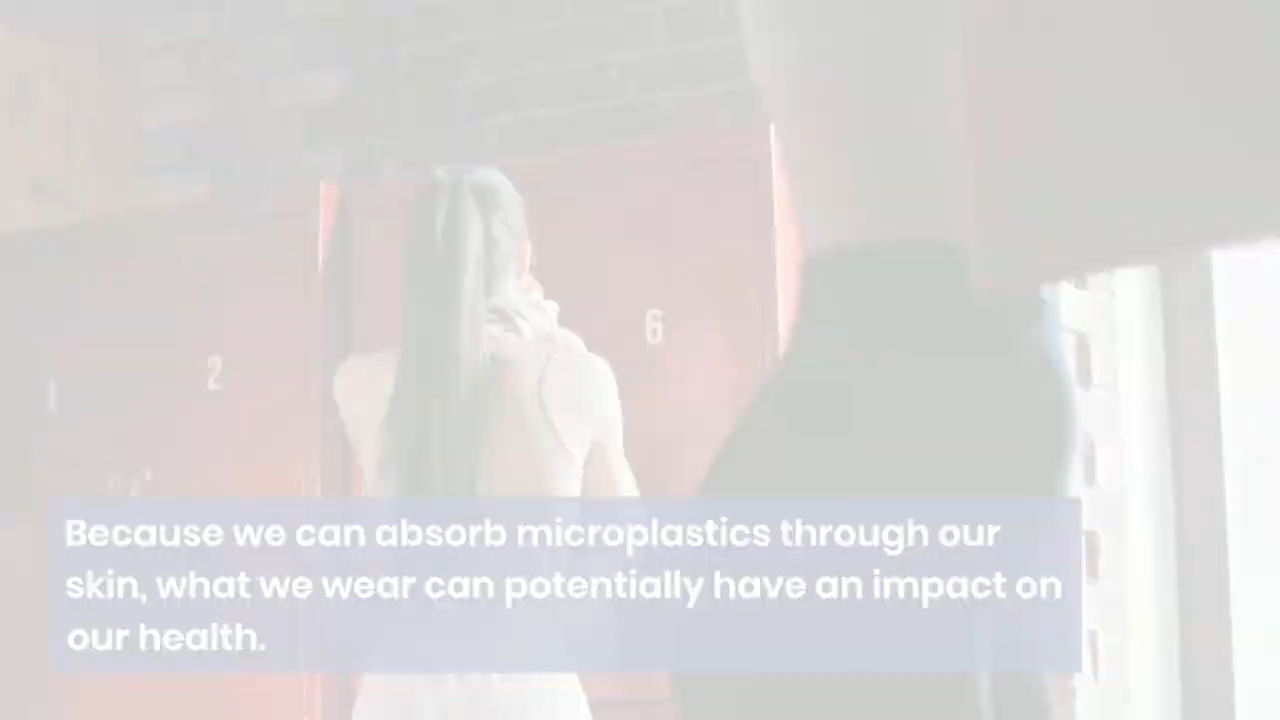 2
6
Because we can absorb microplastics through our
skin, what we wear can potentially have an impact on
our health.